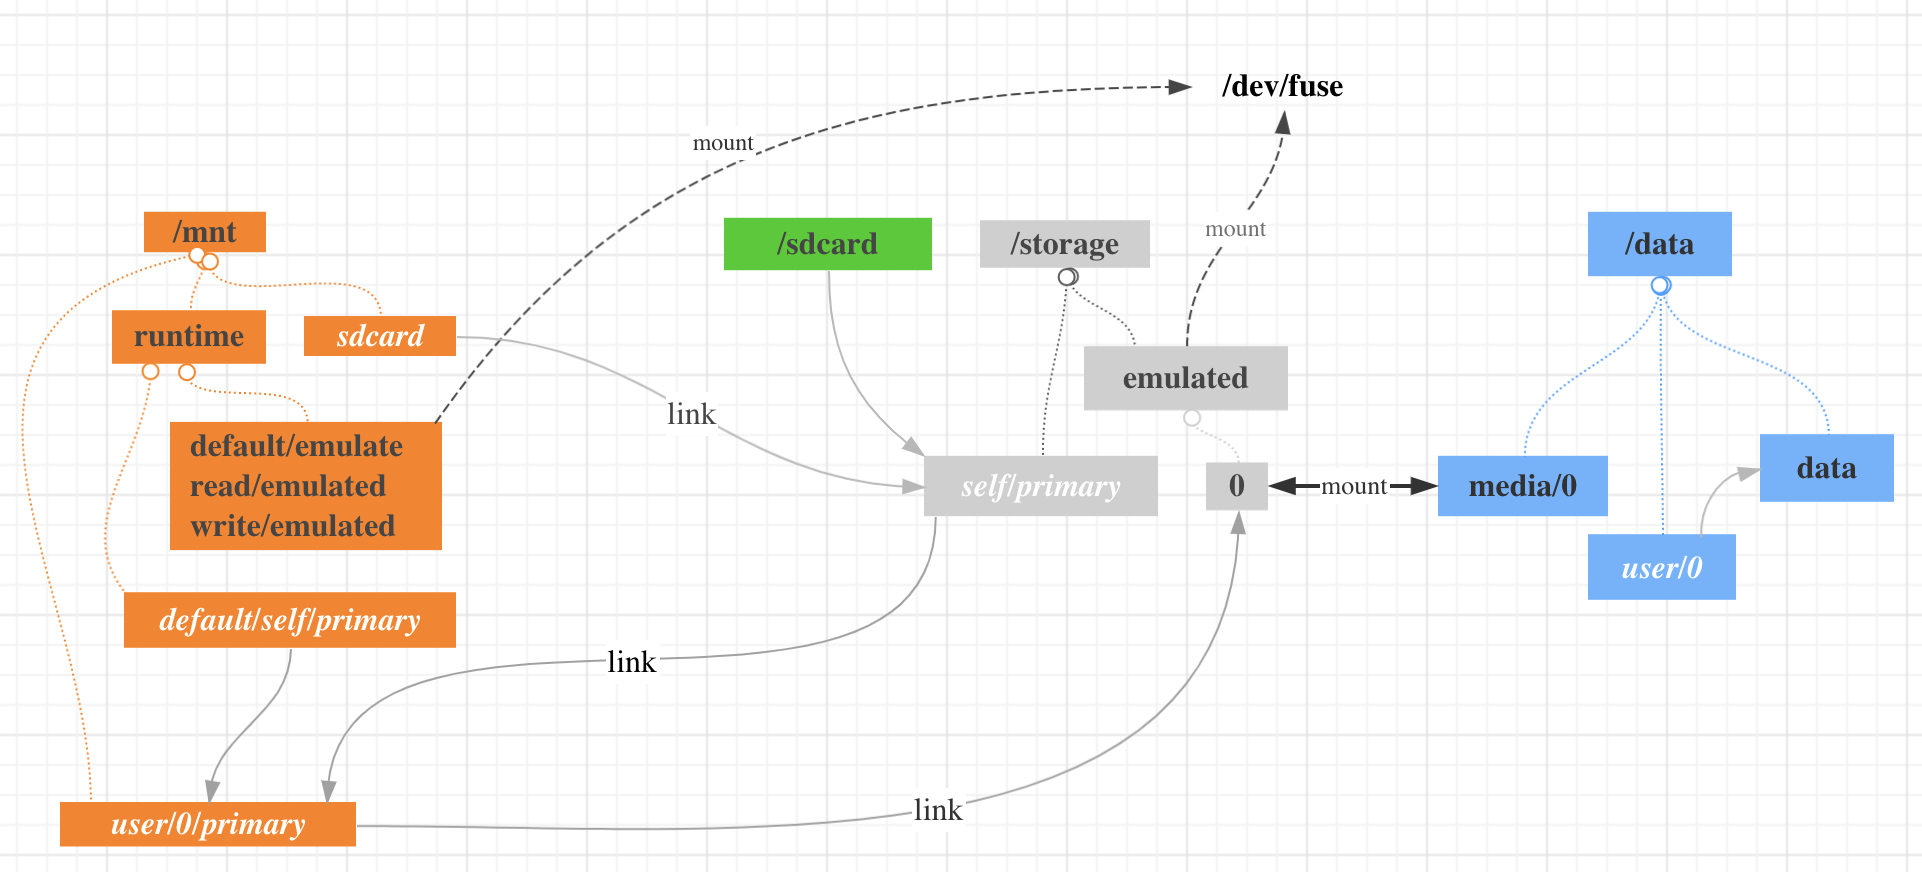 /dev/fuse
mount
/mnt
/sdcard
/storage
mount
/data
runtime
sdcard
emulated
link
default/emulate
read/emulated
write/emulated
self/primary
0
mount
media/0
data
user/0
default/self/primary
link
user/0/primary
link